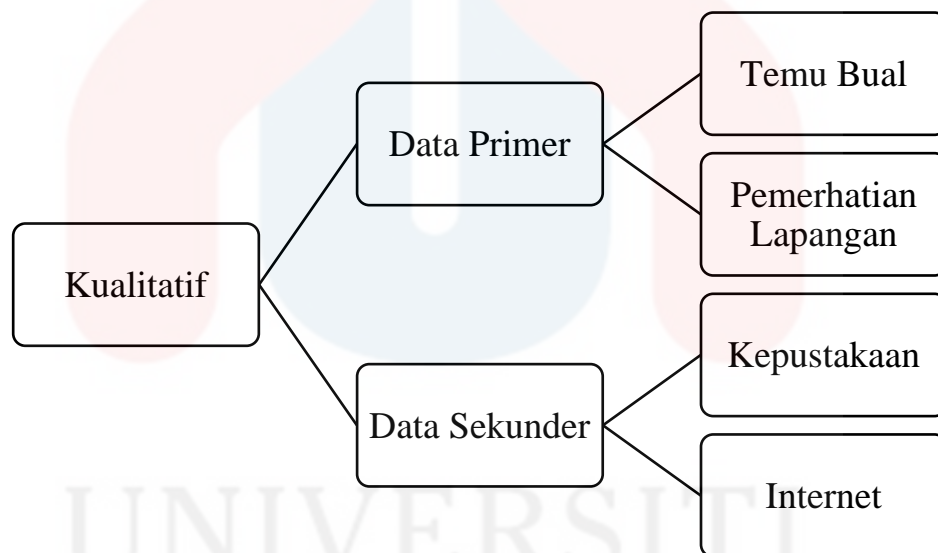 Temu Bual
Data Primer
Pemerhatian
Lapangan
Kualitatif
Kepustakaan
Data Sekunder
Internet
UNIVERSITI